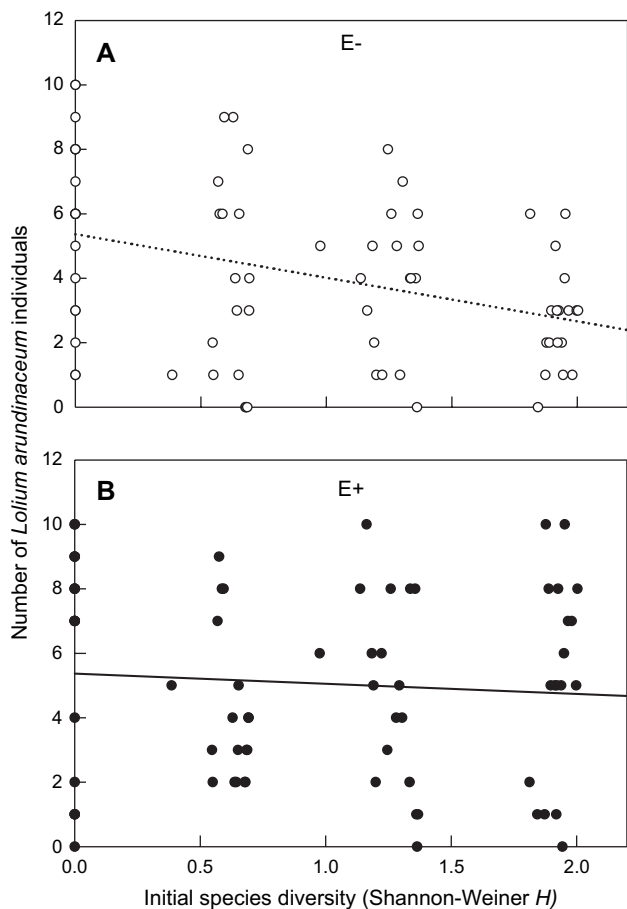 12
A
E-
10
8
6
4
2
0
Number of Lolium arundinaceum individuals
12
B
E+
10
8
6
4
2
0
0.0 0.5 1.0 1.5 2.0
Initial species diversity (Shannon-Weiner H)